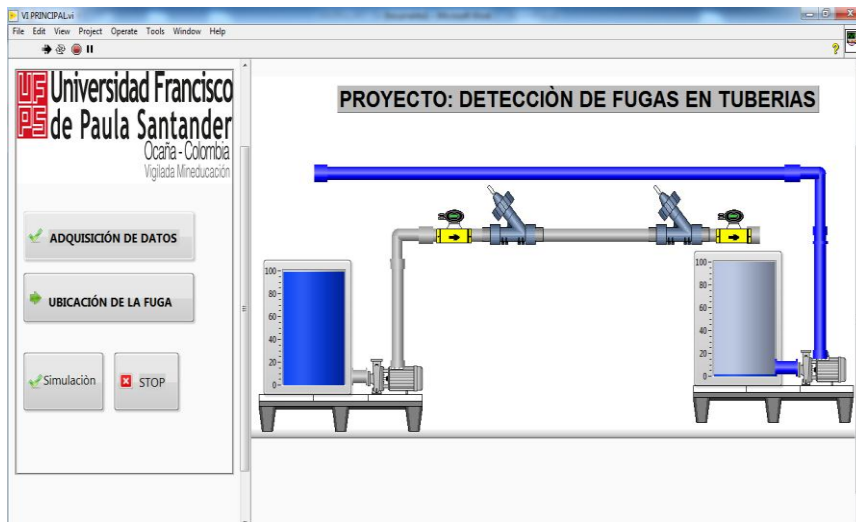 VI PRINCIPAL.vi
File Edit View Project Operate Tools Window Help
UFPS
Universidad Francisco
de Paula Santander
Ocaña - Colombia
Vigilada Mineducación
PROYECTO: DETECCIÒN DE FUGAS EN TUBERIAS
ADQUISICIÓN DE DATOS
UBICACIÓN DE LA FUGA
Simulaciòn
STOP
100
80
60
40
20
0
100
80
60
40
20
0